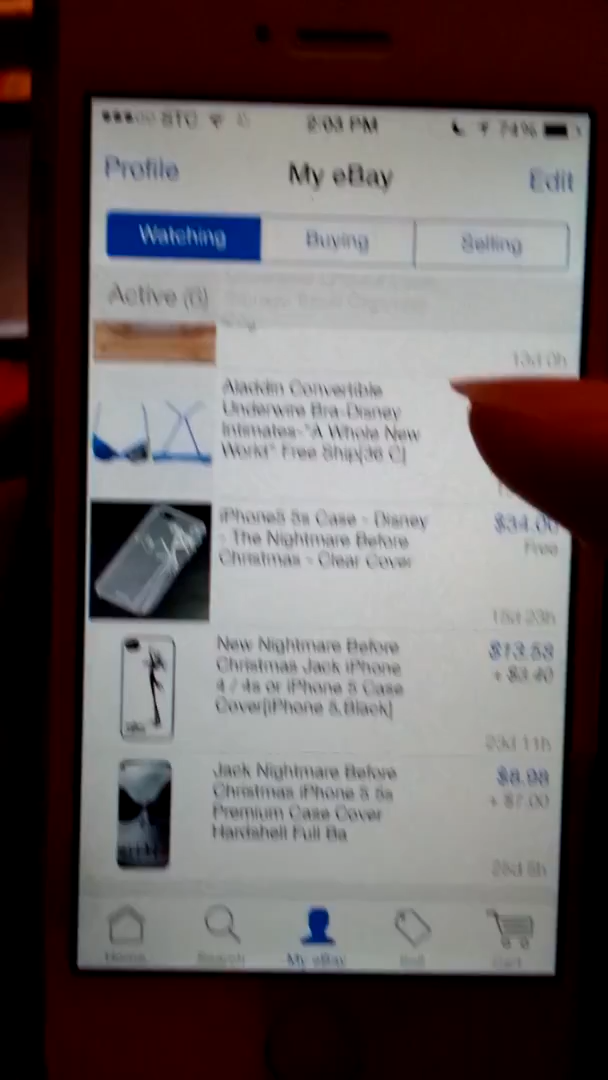 STC 2:03 PM 74%
Profile My eBay Edit
Watching Buying Selling
Active (6)
13d 0h
Aladdin Convertible
Underwire Bra-Disney
Intimates-"A Whole New
World" Free Ship[36 C]
iPhone5 5s Case - Disney
- The Nightmare Before
Christmas - Clear Cover
$34.00
Free
15d 23h
New Nightmare Before
Christmas Jack iPhone
4 / 4s or iPhone 5 Case
Cover[iPhone 5,Black]
$13.58
+ $3.40
23d 11h
Jack Nightmare Before
Christmas iPhone 5 5s
Premium Case Cover
Hardshell Full Ba
$8.98
+ $7.00
25d 5h
Home Search My eBay Sell Cart